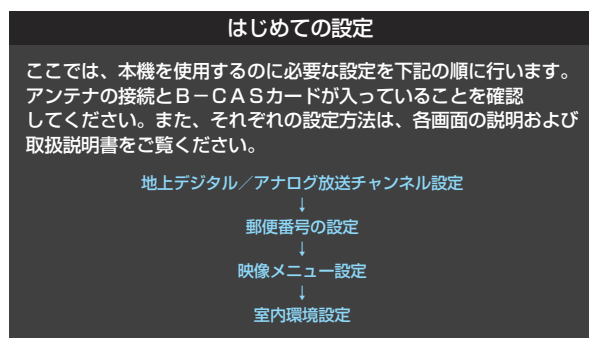 はじめての設定
ここでは、本機を使用するのに必要な設定を下記の順に行います。
アンテナの接続とB-CASカードが入っていることを確認
してください。また、それぞれの設定方法は、各画面の説明および
取扱説明書をご覧ください。
地上デジタル／アナログ放送チャンネル設定
↓
郵便番号の設定
↓
映像メニュー設定
↓
室内環境設定